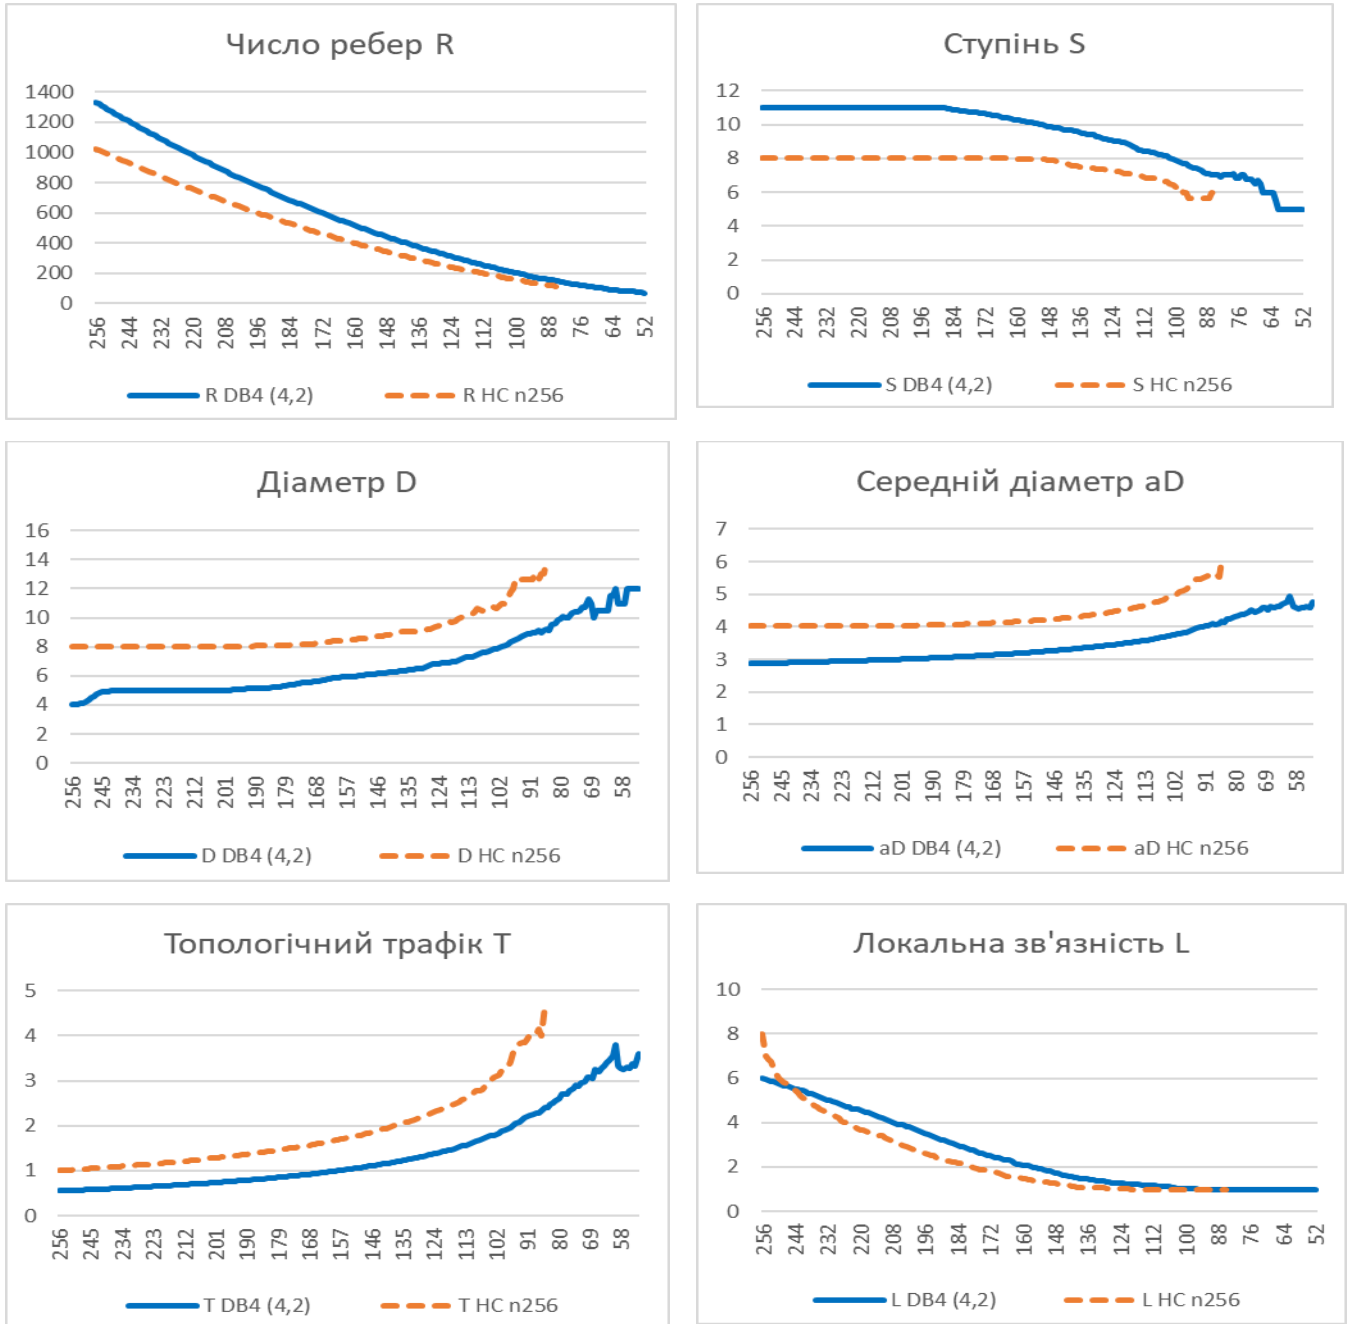 Число ребер R
1400
1200
1000
800
600
400
200
0
256 244 232 220 208 196 184 172 160 148 136 124 112 100 88 76 64 52
R DB4 (4,2) R HC n256
Ступінь S
12
10
8
6
4
2
0
256 244 232 220 208 196 184 172 160 148 136 124 112 100 88 76 64 52
S DB4 (4,2) S HC n256
Діаметр D
16
14
12
10
8
6
4
2
0
256 245 234 223 212 201 190 179 168 157 146 135 124 113 102 91 80 69 58
D DB4 (4,2) D HC n256
Середній діаметр aD
7
6
5
4
3
2
1
0
256 245 234 223 212 201 190 179 168 157 146 135 124 113 102 91 80 69 58
aD DB4 (4,2) aD HC n256
Топологічний трафік T
5
4
3
2
1
0
256 245 234 223 212 201 190 179 168 157 146 135 124 113 102 91 80 69 58
T DB4 (4,2) T HC n256
Локальна зв'язність L
10
8
6
4
2
0
256 244 232 220 208 196 184 172 160 148 136 124 112 100 88 76 64 52
L DB4 (4,2) L HC n256